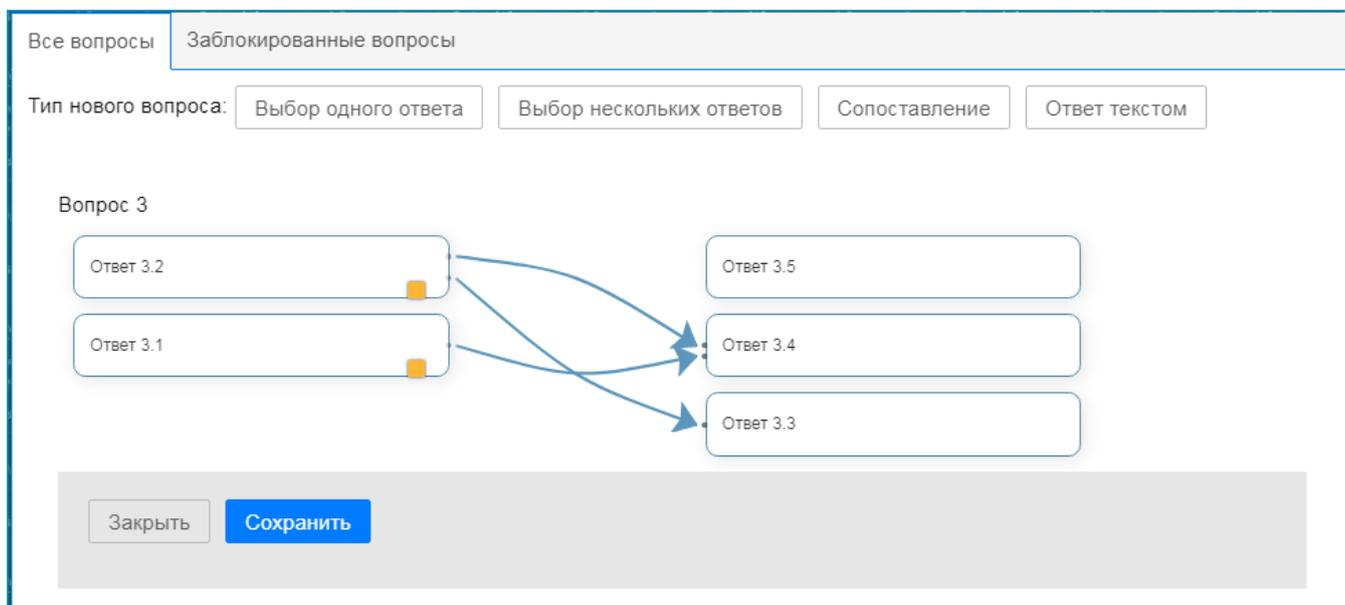 Все вопросы Заблокированные вопросы
Тип нового вопроса: Выбор одного ответа Выбор нескольких ответов Сопоставление Ответ текстом
Вопрос 3
Ответ 3.2 Ответ 3.5
Ответ 3.1 Ответ 3.4
Ответ 3.3
Закрыть Сохранить